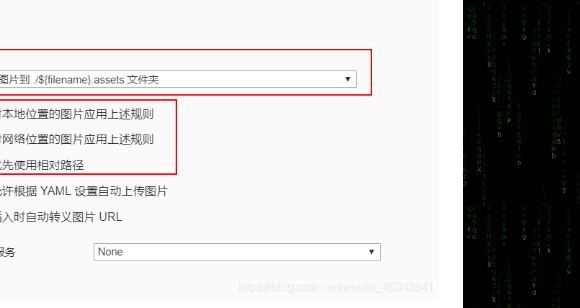 图片到 ./${filename}.assets 文件夹
本地位置的图片应用上述规则
网络位置的图片应用上述规则
先使用相对路径
许根据 YAML 设置自动上传图片
入时自动转义图片 URL
服务 None
https://blog.csdn.net/weixin_45342841